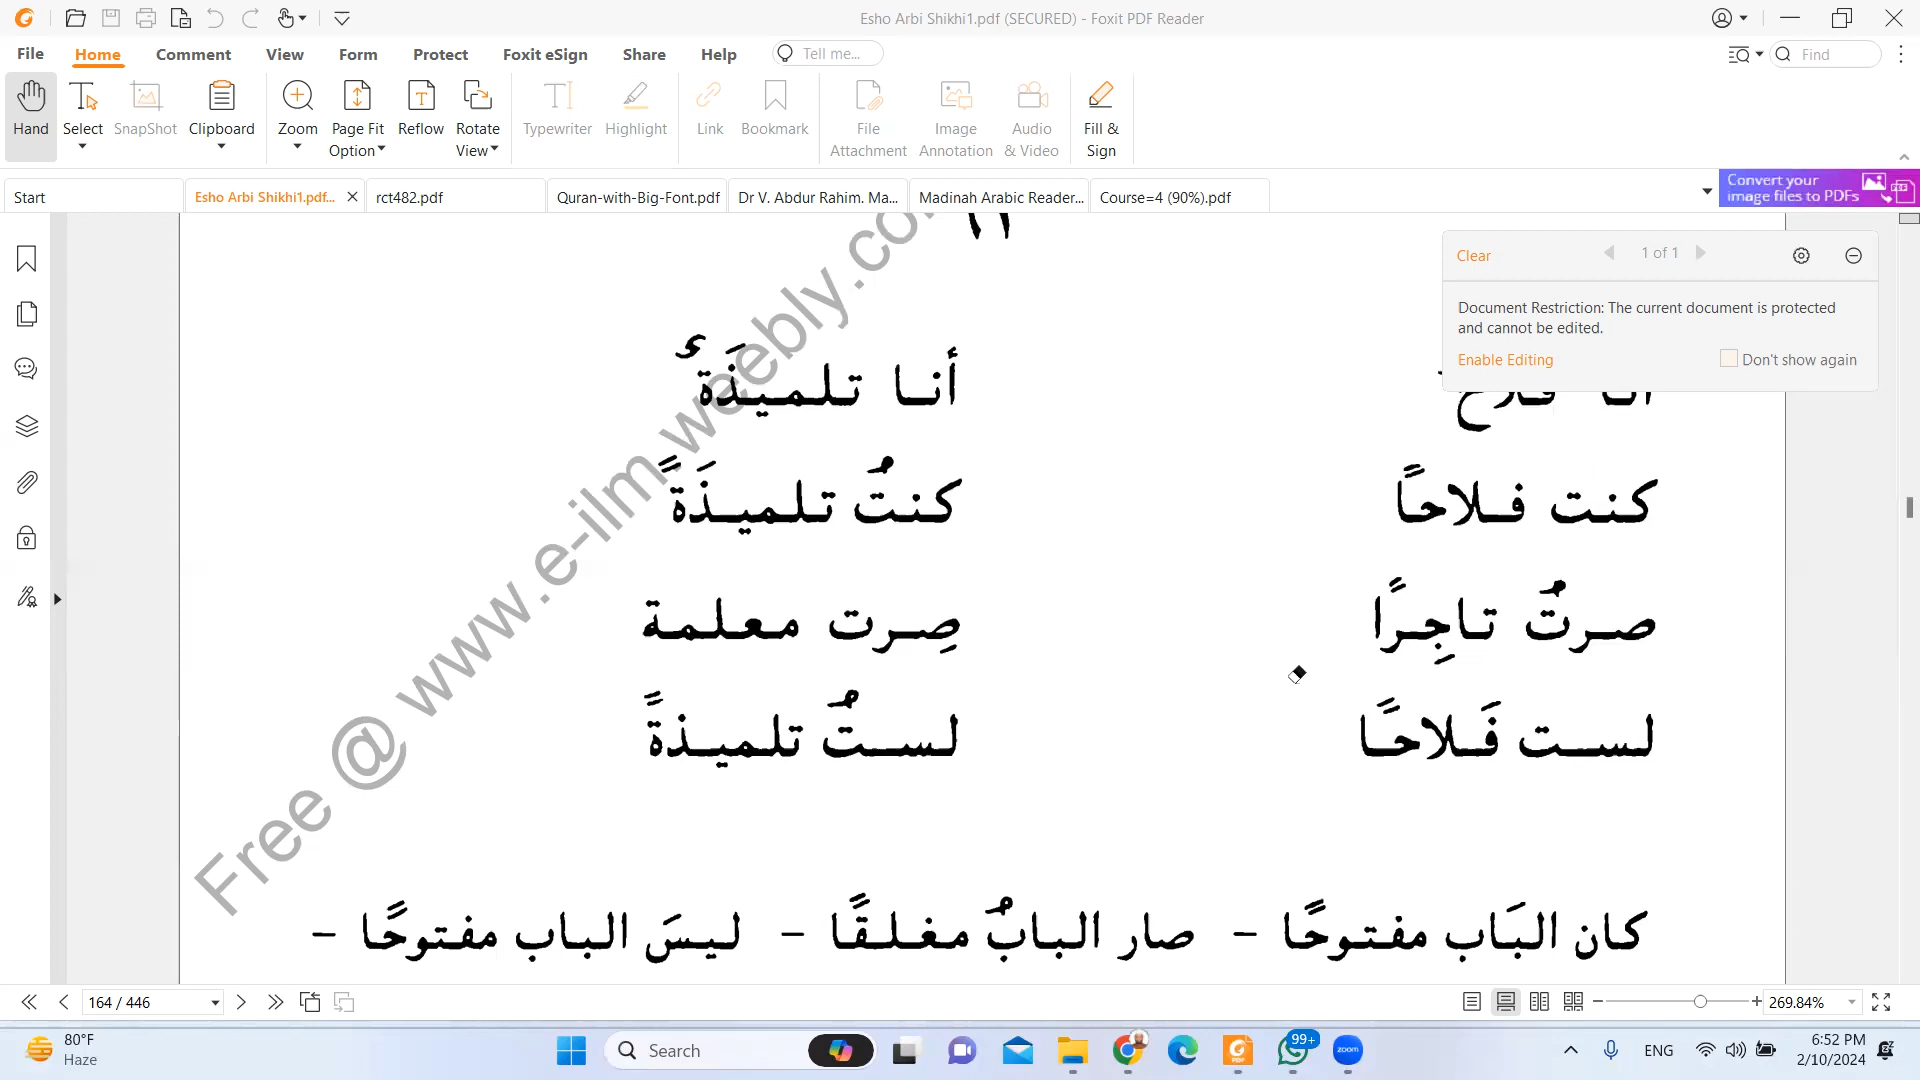 Esho Arbi Shikhi1.pdf (SECURED) - Foxit PDF Reader
File Home Comment View Form Protect Foxit eSign Share Help Tell me... Find
Hand Select SnapShot Clipboard Zoom Page Fit Option Reflow Rotate View Typewriter Highlight Link Bookmark File Attachment Image Annotation Audio & Video Fill & Sign
Start Esho Arbi Shikhi1.pdf... rct482.pdf Quran-with-Big-Font.pdf Dr V. Abdur Rahim. Ma... Madinah Arabic Reader... Course=4 (90%).pdf
Convert your
image files to PDFs
Clear 1 of 1
Document Restriction: The current document is protected
and cannot be edited.
Enable Editing Don't show again
أنا تلميذَةٌ
كنت فلاحًا كنتُ تلميذَةً
صرتُ تاجِرًا صِرت معلمة
لست فَلاحًا لستُ تلميذةً
كان البَاب مفتوحًا – صار البابُ مغلقًا – ليسَ الباب مفتوحًا –
Free @ www.e-ilm.weebly.co
164 / 446 269.84%
80°F
Haze
Search
99+
zoom
ENG
6:52 PM
2/10/2024